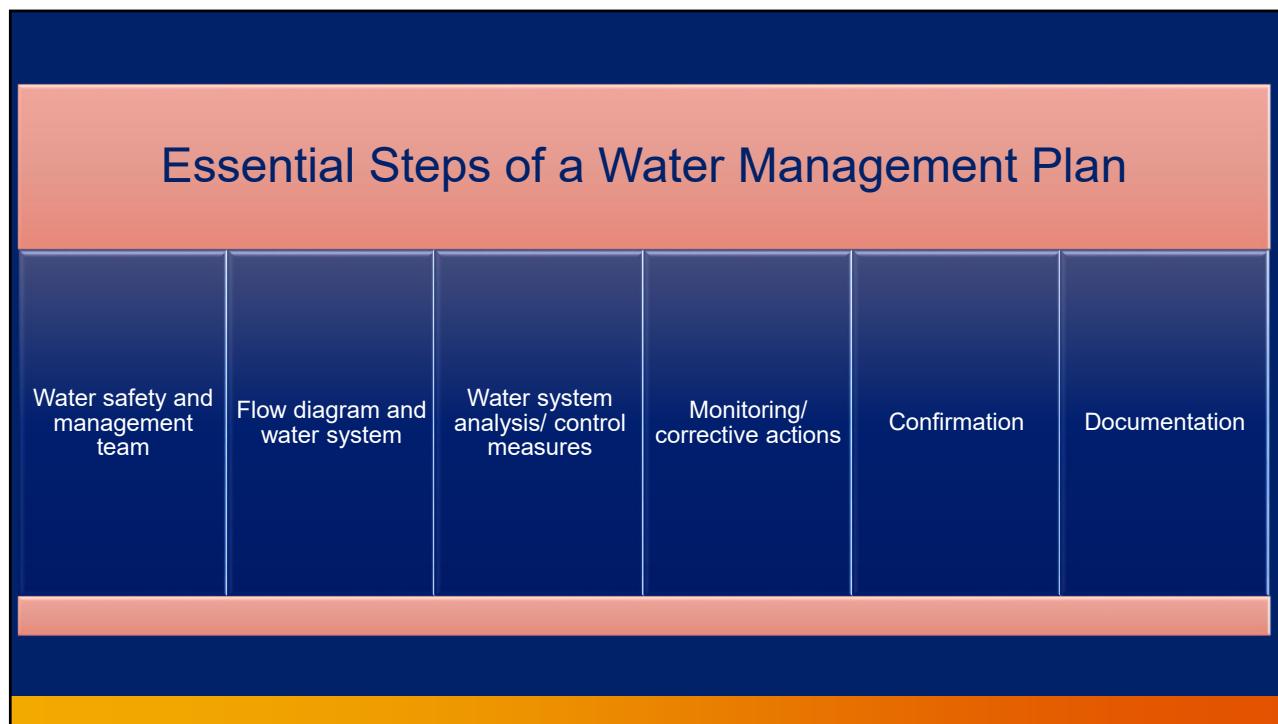 Essential Steps of a Water Management Plan
Water safety and
management
team
Flow diagram and
water system
Water system
analysis/ control
measures
Monitoring/
corrective actions
Confirmation
Documentation